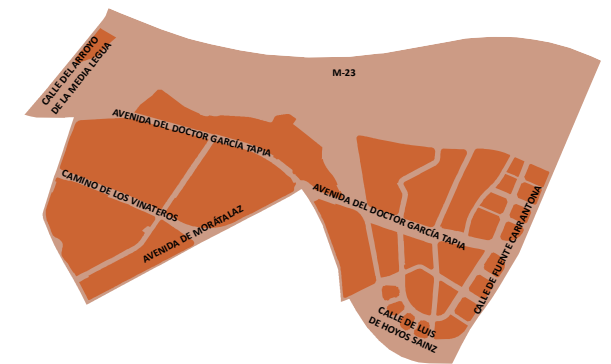 M-23
CALLE DEL ARROYO
DE LA MEDIA LEGUA
AVENIDA DEL DOCTOR GARCÍA TAPIA
CAMINO DE LOS VINATEROS
AVENIDA DE MORÁTALAZ
AVENIDA DEL DOCTOR GARCÍA TAPIA
CALLE DE FUENTE CARRANTONA
CALLE DE LUIS
DE HOYOS SAINZ